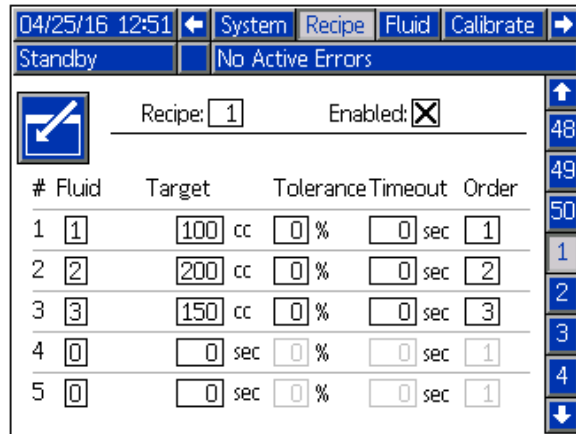 04/25/16 12:51 System Recipe Fluid Calibrate
Standby No Active Errors
Recipe: 1 Enabled:
# Fluid Target Tolerance Timeout Order
1 1 100 cc 0 % 0 sec 1
2 2 200 cc 0 % 0 sec 2
3 3 150 cc 0 % 0 sec 3
4 0 0 sec 0 % 0 sec 1
5 0 0 sec 0 % 0 sec 1
48
49
50
1
2
3
4